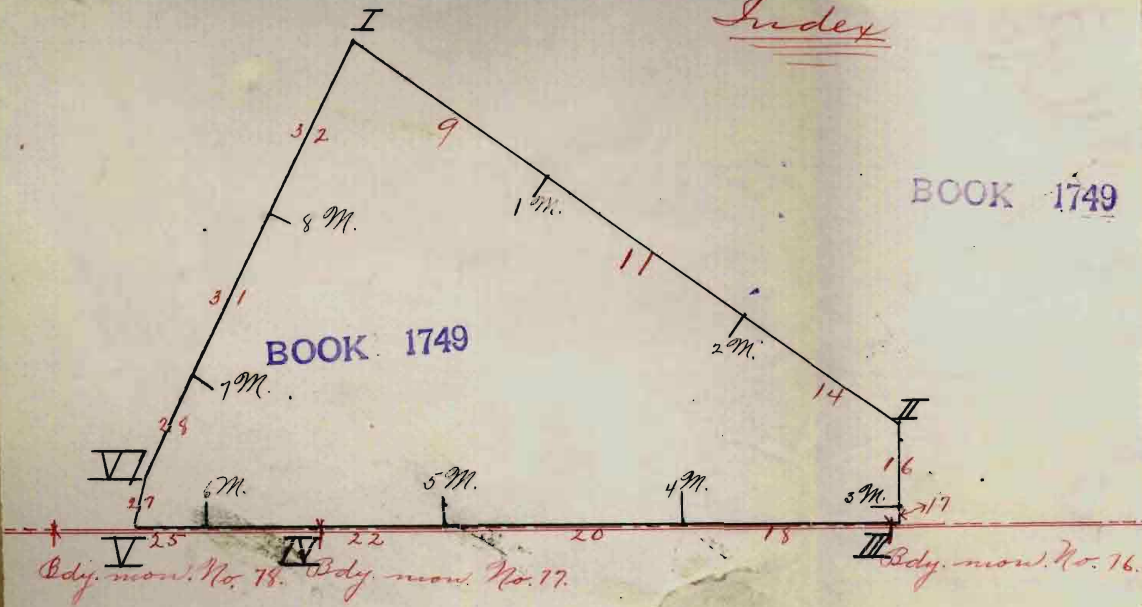 Index
I
3 2
9
1 M.
BOOK 1749
8 M.
11
3 1
BOOK 1749
2 M.
7 M.
14
II
2 8
VI
16
6 M.
5 M.
4 M.
3 M.
27
17
V
25
IV
22
20
18
III
Bdy. mon. No. 78.
Bdy. mon. No. 77.
Bdy. mon. No. 76.